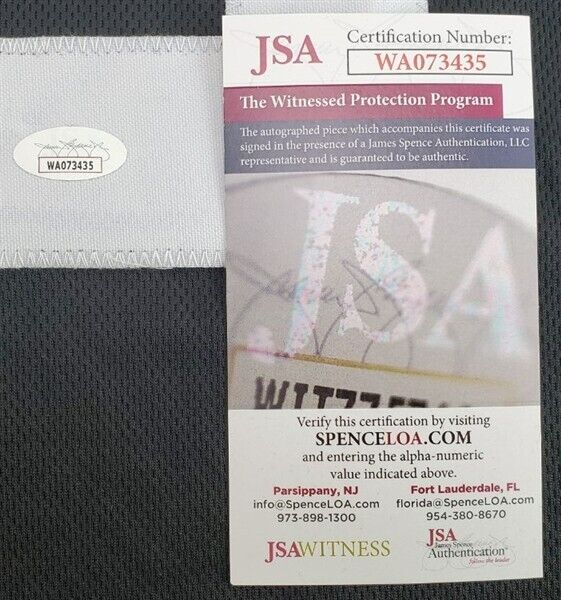 JSA
Certification Number:
WA073435
The Witnessed Protection Program
The autographed piece which accompanies this certificate was
signed in the presence of a James Spence Authentication, LLC
representative and is guaranteed to be authentic.
WA073435
JSA
Verify this certification by visiting
SPENCELOA.COM
and entering the alpha-numeric
value indicated above.
Parsippany, NJ
info@SpenceLOA.com
973-898-1300
Fort Lauderdale, FL
florida@SpenceLOA.com
954-380-8670
JSAWITNESS
JSA
James Spence
Authentication®
follow the leader